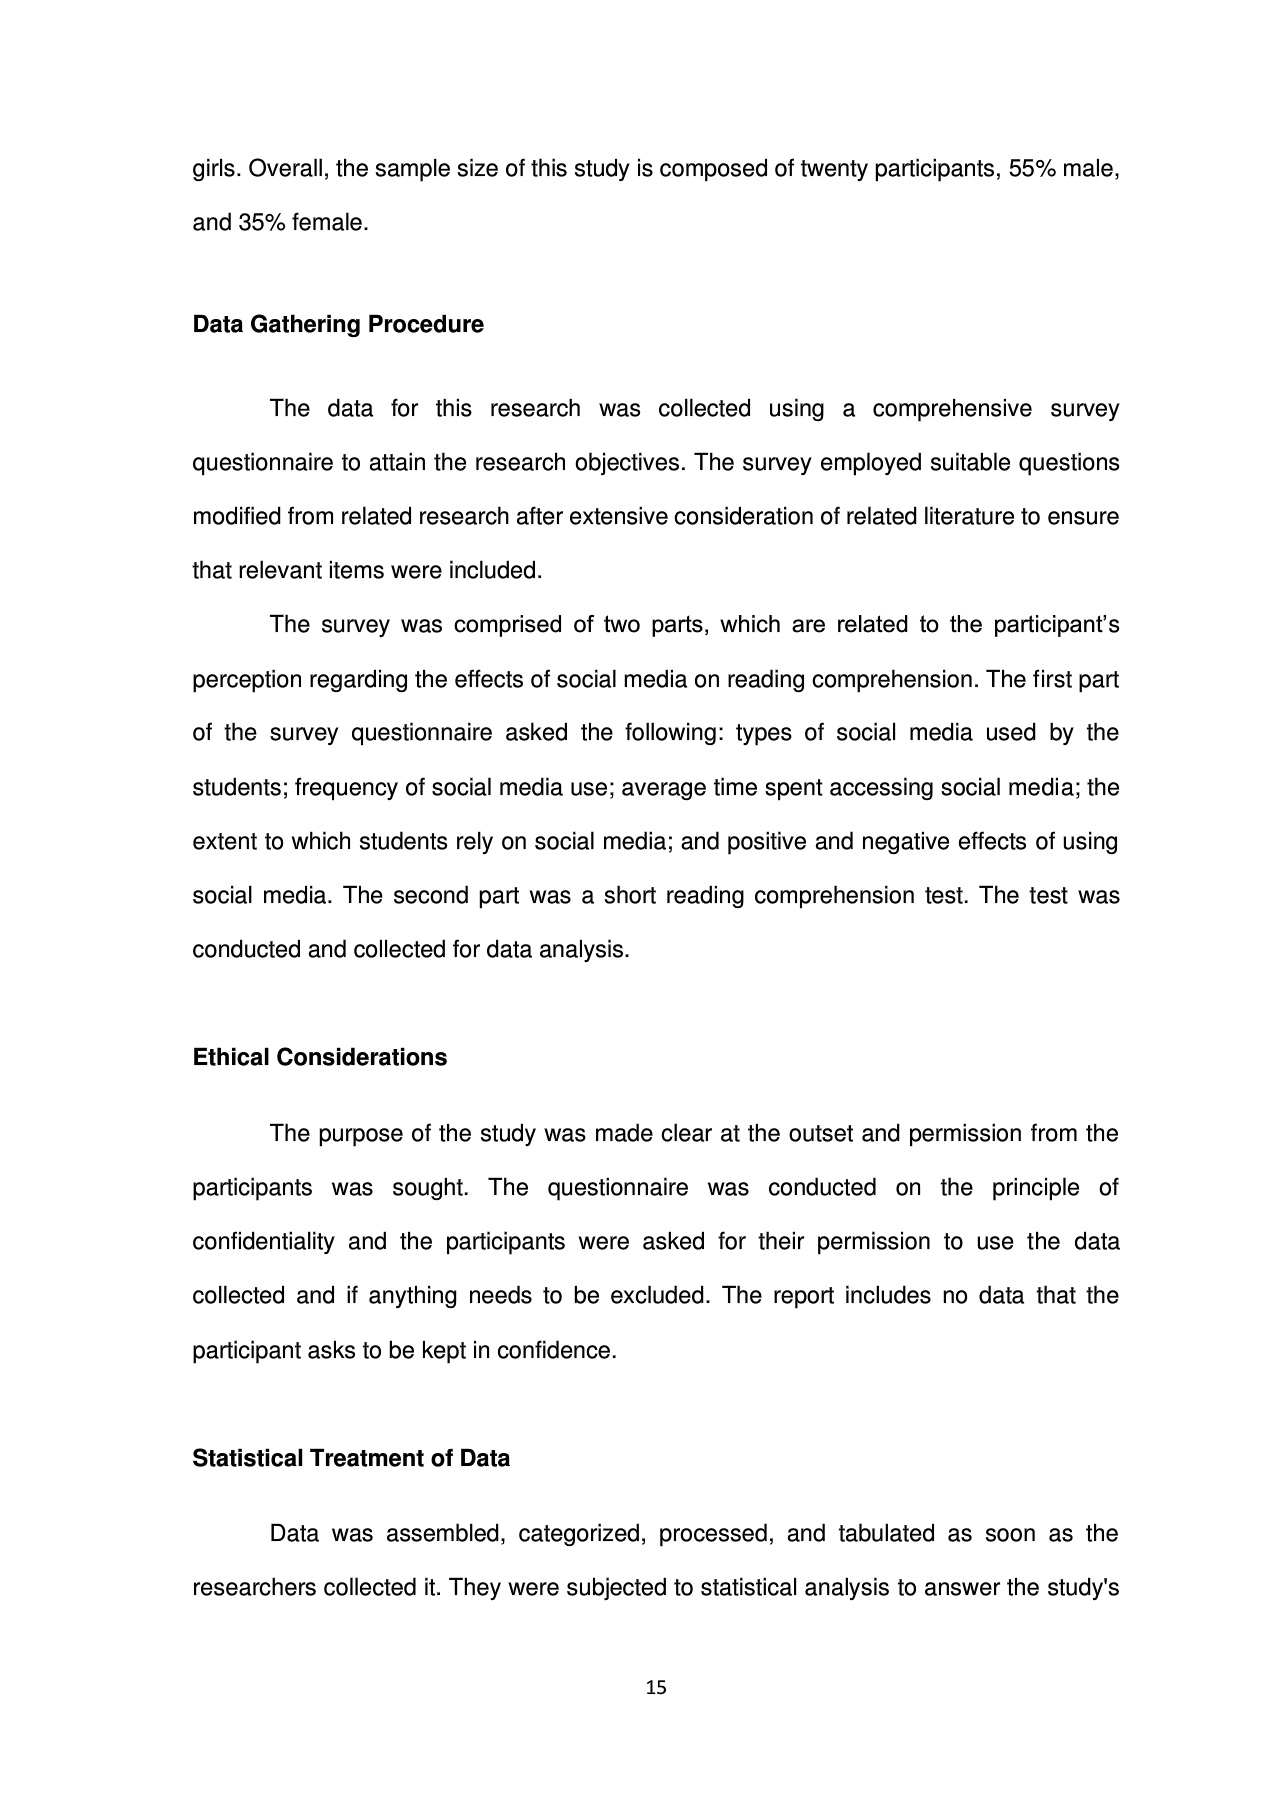 girls. Overall, the sample size of this study is composed of twenty participants, 55% male,
and 35% female.
Data Gathering Procedure
The data for this research was collected using a comprehensive survey
questionnaire to attain the research objectives. The survey employed suitable questions
modified from related research after extensive consideration of related literature to ensure
that relevant items were included.
The survey was comprised of two parts, which are related to the participant’s
perception regarding the effects of social media on reading comprehension. The first part
of the survey questionnaire asked the following: types of social media used by the
students; frequency of social media use; average time spent accessing social media; the
extent to which students rely on social media; and positive and negative effects of using
social media. The second part was a short reading comprehension test. The test was
conducted and collected for data analysis.
Ethical Considerations
The purpose of the study was made clear at the outset and permission from the
participants was sought. The questionnaire was conducted on the principle of
confidentiality and the participants were asked for their permission to use the data
collected and if anything needs to be excluded. The report includes no data that the
participant asks to be kept in confidence.
Statistical Treatment of Data
Data was assembled, categorized, processed, and tabulated as soon as the
researchers collected it. They were subjected to statistical analysis to answer the study's
15